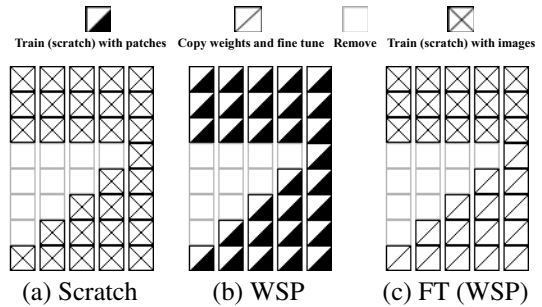 Train (scratch) with patches Copy weights and fine tune Remove Train (scratch) with images
(a) Scratch (b) WSP (c) FT (WSP)